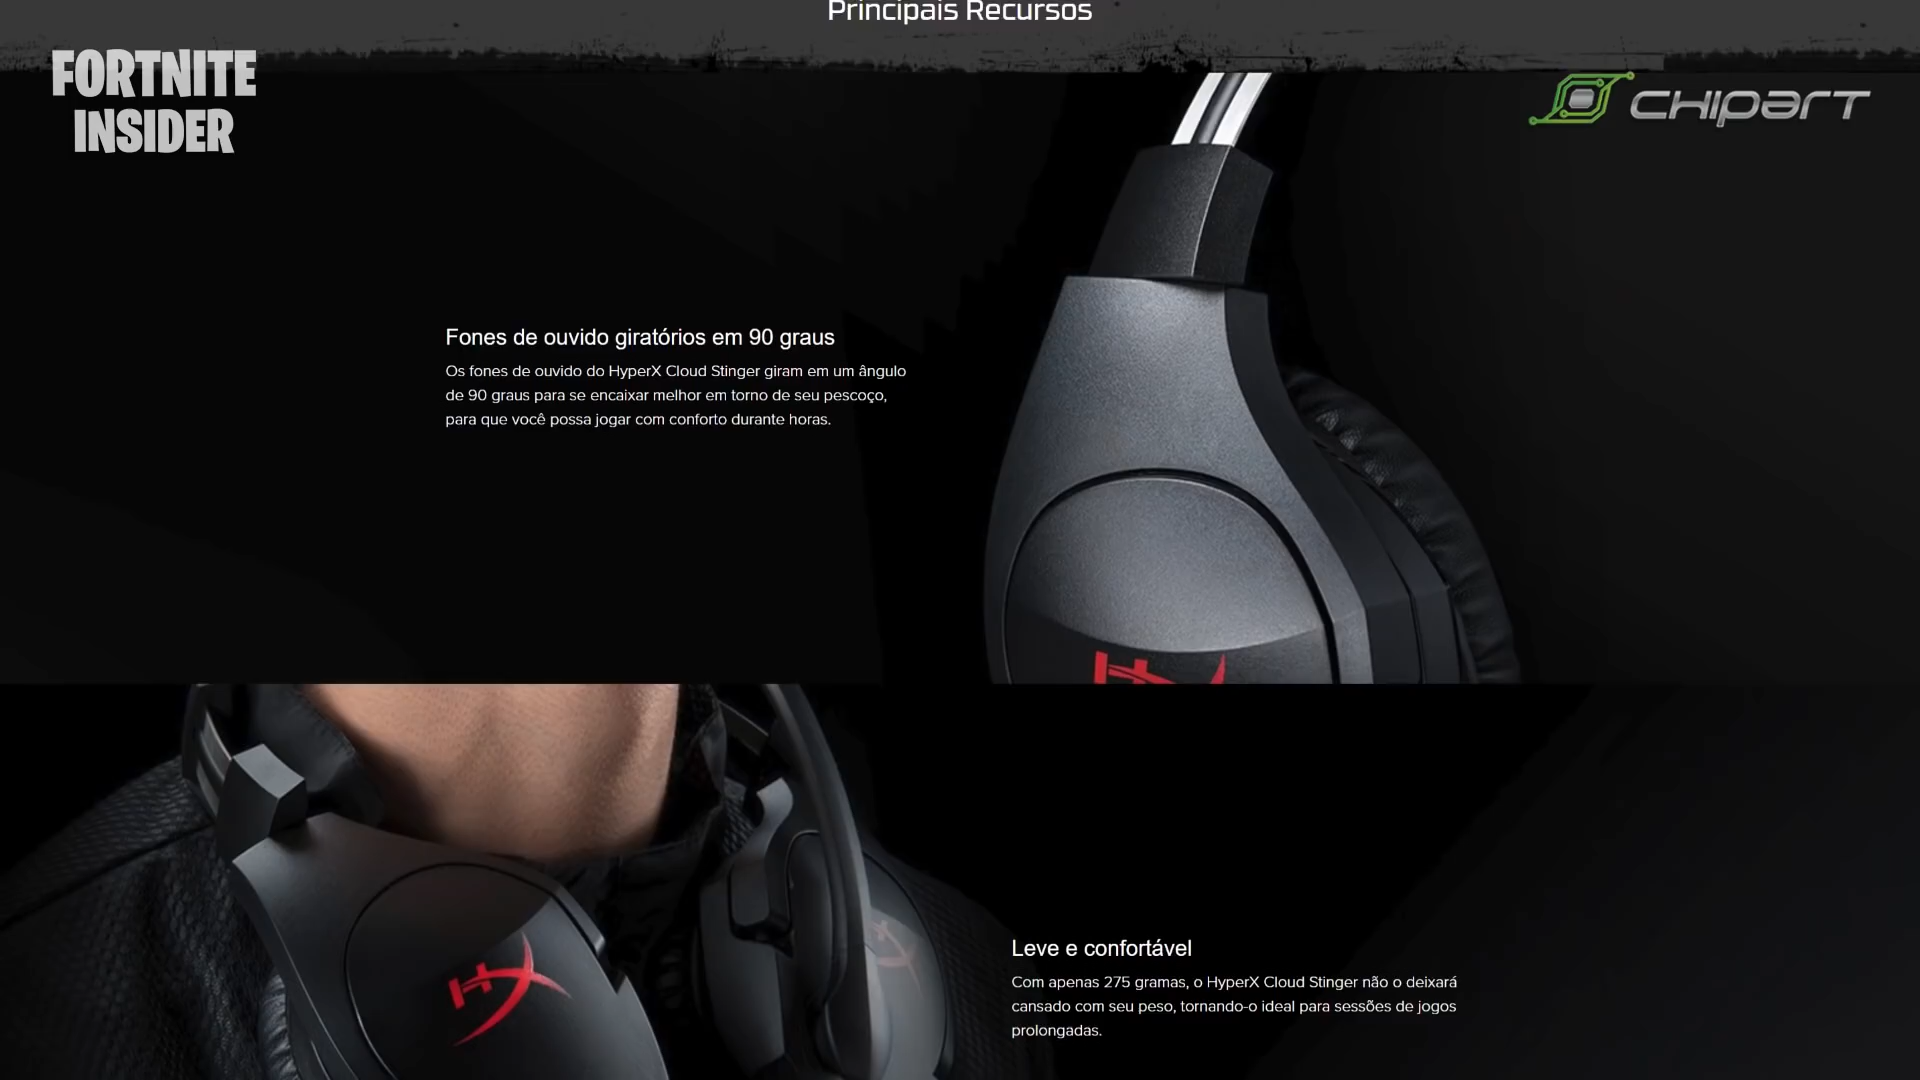 Principais Recursos
FORTNITE
INSIDER
CHIPART
Fones de ouvido giratórios em 90 graus
Os fones de ouvido do HyperX Cloud Stinger giram em um ângulo
de 90 graus para se encaixar melhor em torno de seu pescoço,
para que você possa jogar com conforto durante horas.
HX
HX
Leve e confortável
Com apenas 275 gramas, o HyperX Cloud Stinger não o deixará
cansado com seu peso, tornando-o ideal para sessões de jogos
prolongadas.